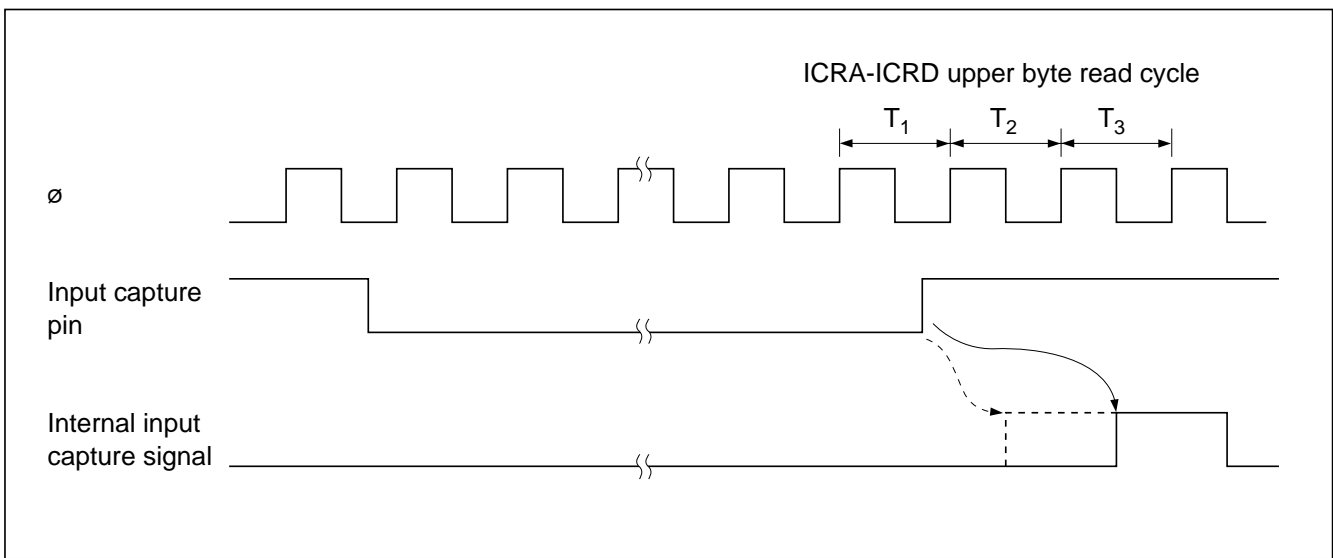 ICRA-ICRD upper byte read cycle
T1 T2 T3
ø
Input capture
pin
Internal input
capture signal